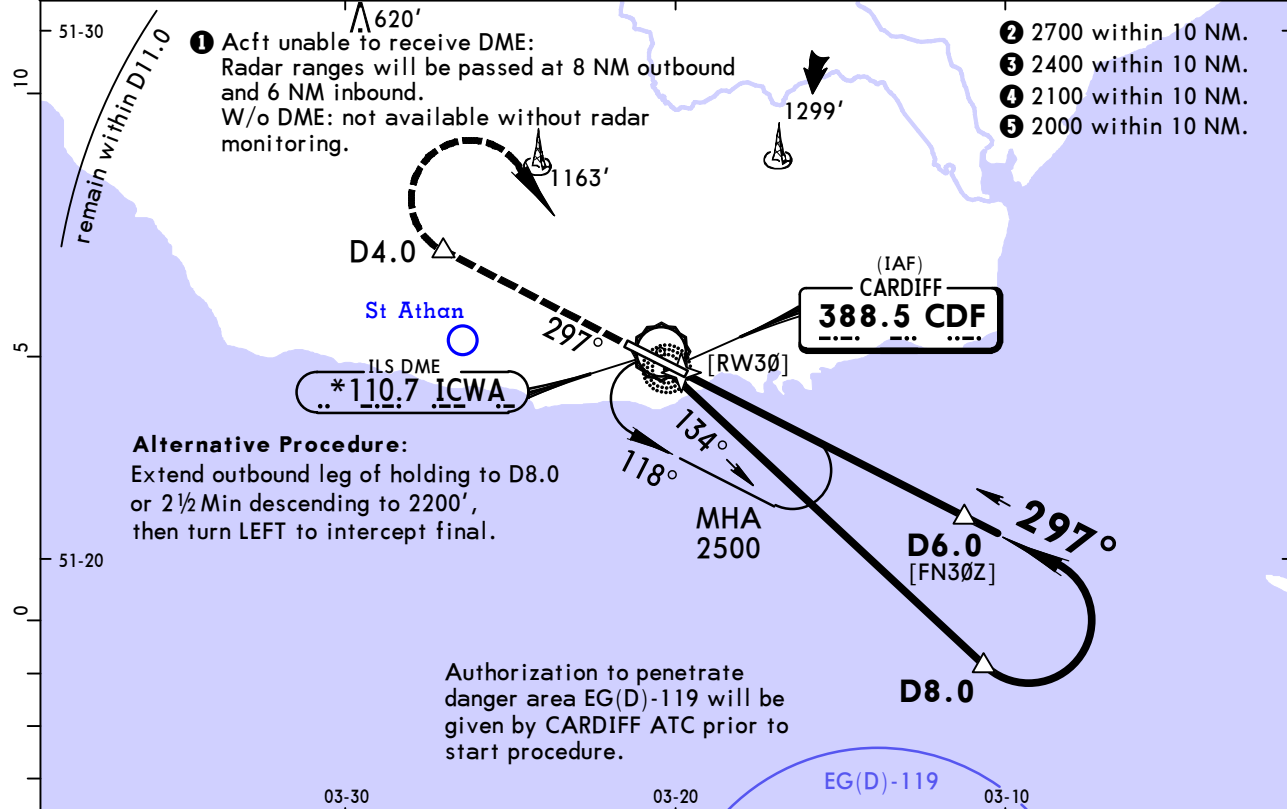 51-30
620'
❶ Acft unable to receive DME:
Radar ranges will be passed at 8 NM outbound
and 6 NM inbound.
W/o DME: not available without radar
monitoring.
❷ 2700 within 10 NM.
❸ 2400 within 10 NM.
❹ 2100 within 10 NM.
❺ 2000 within 10 NM.
remain within D11.0
10
1299'
1163'
D4.0
(IAF)
CARDIFF
388.5 CDF
St Athan
297°
[RW3Ø]
5
ILS DME
*110.7 ICWA
134°
118°
Alternative Procedure:
Extend outbound leg of holding to D8.0
or 2½ Min descending to 2200',
then turn LEFT to intercept final.
MHA
2500
297°
D6.0
[FN3ØZ]
51-20
0
D8.0
Authorization to penetrate
danger area EG(D)-119 will be
given by CARDIFF ATC prior to
start procedure.
EG(D)-119
03-30
03-20
03-10